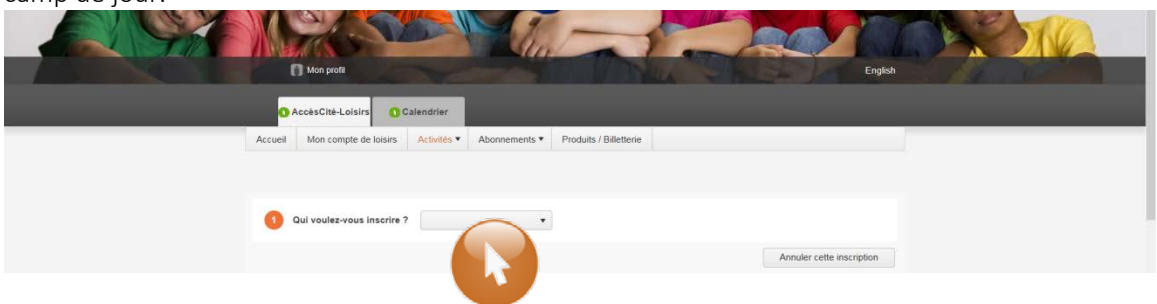 camp de jour.
Mon profil English
AccèsCité-Loisirs Calendrier
Accueil Mon compte de loisirs Activités ▼ Abonnements ▼ Produits / Billetterie
1 Qui voulez-vous inscrire ?
Annuler cette inscription